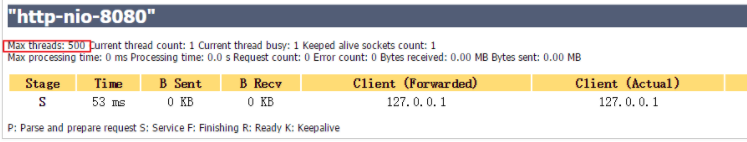 "http-nio-8080"
Max threads: 500 Current thread count: 1 Current thread busy: 1 Keeped alive sockets count: 1
Max processing time: 0 ms Processing time: 0.0 s Request count: 0 Error count: 0 Bytes received: 0.00 MB Bytes sent: 0.00 MB
Stage Time B Sent B Recv Client (Forwarded) Client (Actual)
S 53 ms 0 KB 0 KB 127.0.0.1 127.0.0.1
P: Parse and prepare request S: Service F: Finishing R: Ready K: Keepalive